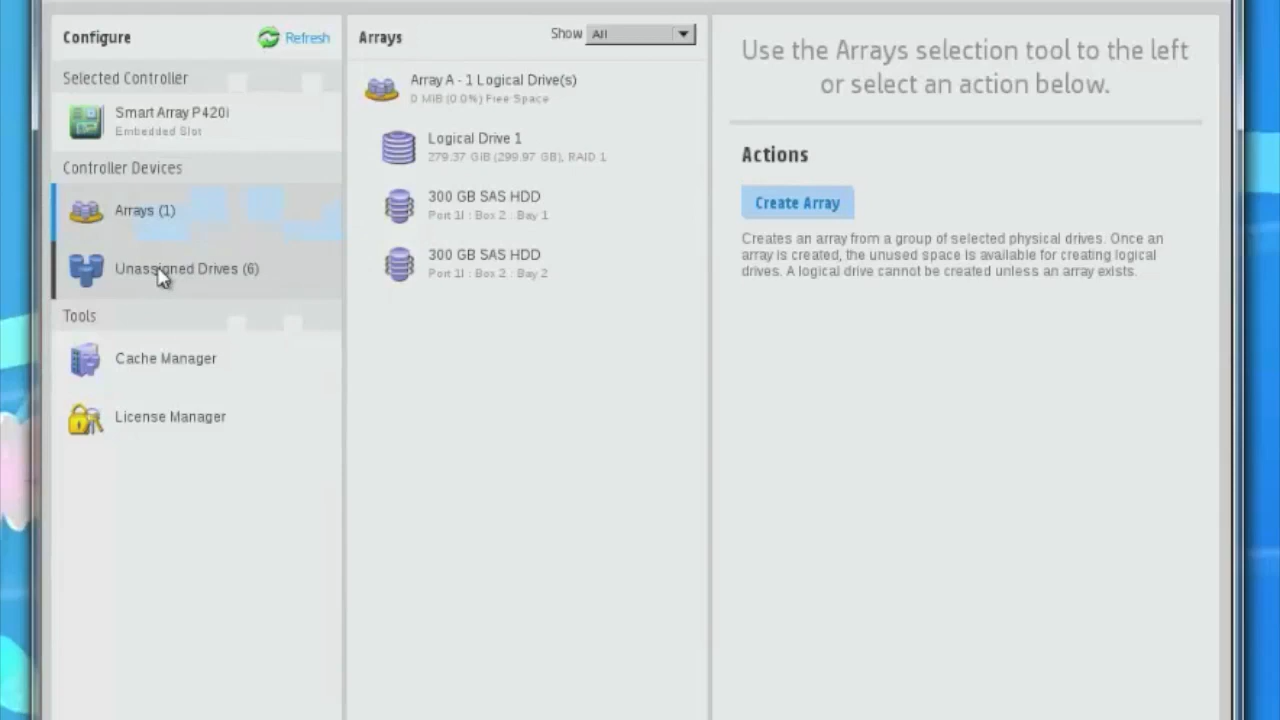 Configure
Refresh
Selected Controller
Smart Array P420i
Embedded Slot
Controller Devices
Arrays (1)
Unassigned Drives (6)
Tools
Cache Manager
License Manager
Arrays
Show All
Array A - 1 Logical Drive(s)
0 MiB (0.0%) Free Space
Logical Drive 1
279.37 GiB (299.97 GB), RAID 1
300 GB SAS HDD
Port 1I : Box 2 : Bay 1
300 GB SAS HDD
Port 1I : Box 2 : Bay 2
Use the Arrays selection tool to the left
or select an action below.
Actions
Create Array
Creates an array from a group of selected physical drives. Once an
array is created, the unused space is available for creating logical
drives. A logical drive cannot be created unless an array exists.